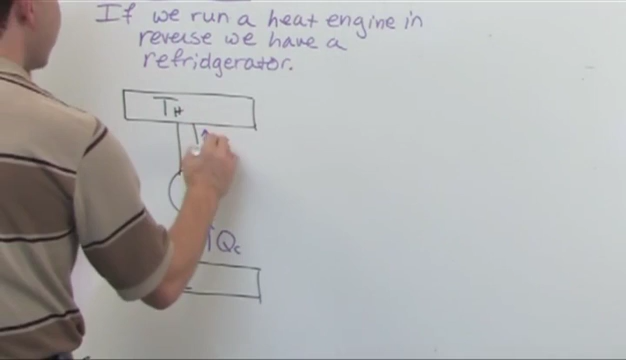 If we run a heat engine in
reverse we have a
refridgerator.
TH
Qc